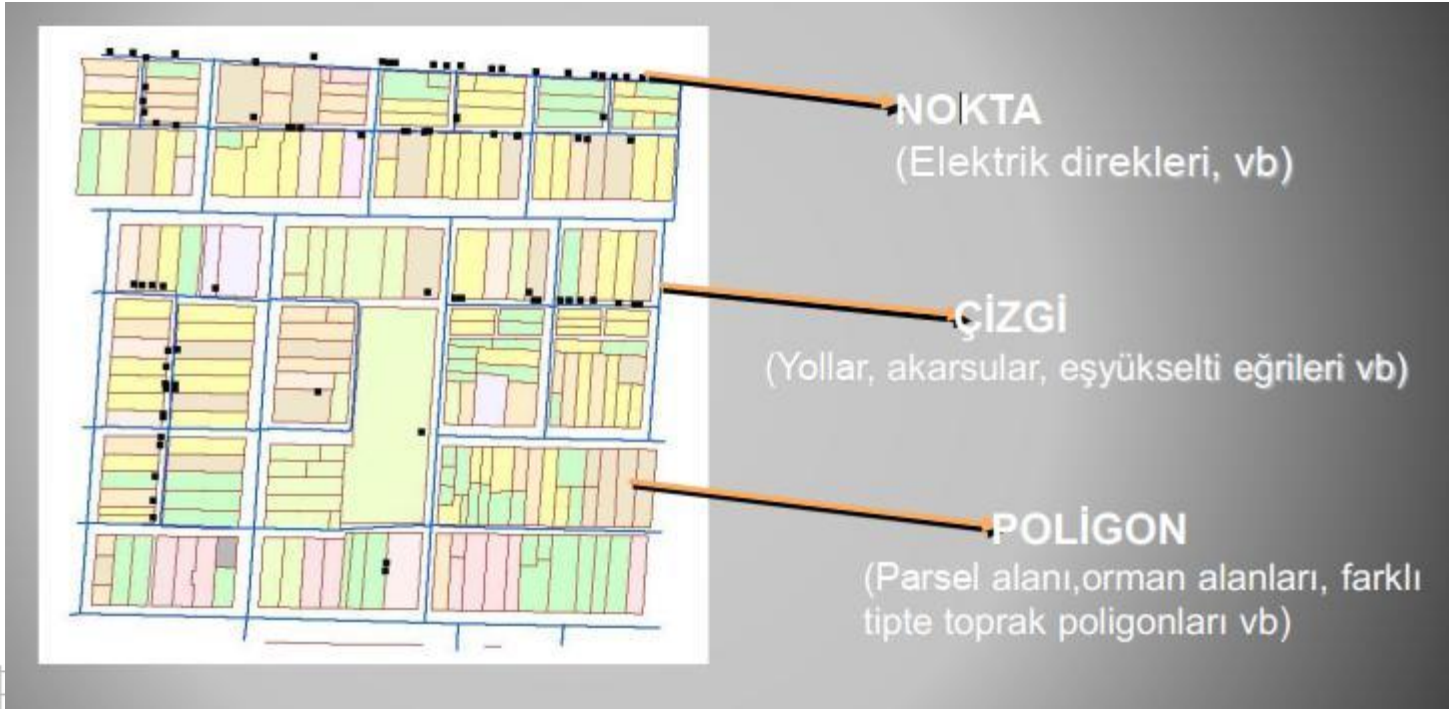 NOKTA
(Elektrik direkleri, vb)
ÇİZGİ
(Yollar, akarsular, eşyükselti eğrileri vb)
POLİGON
(Parsel alanı,orman alanları, farklı
tipte toprak poligonları vb)